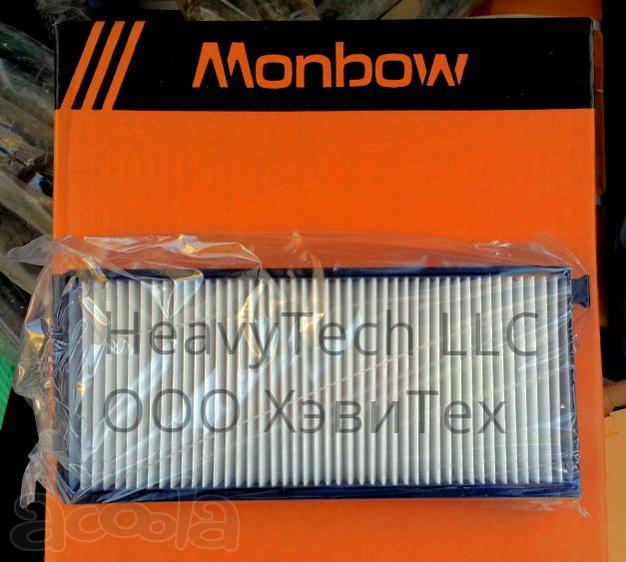 Monbow
HeavyTech LLC
ООО ХэвиТех
acoola